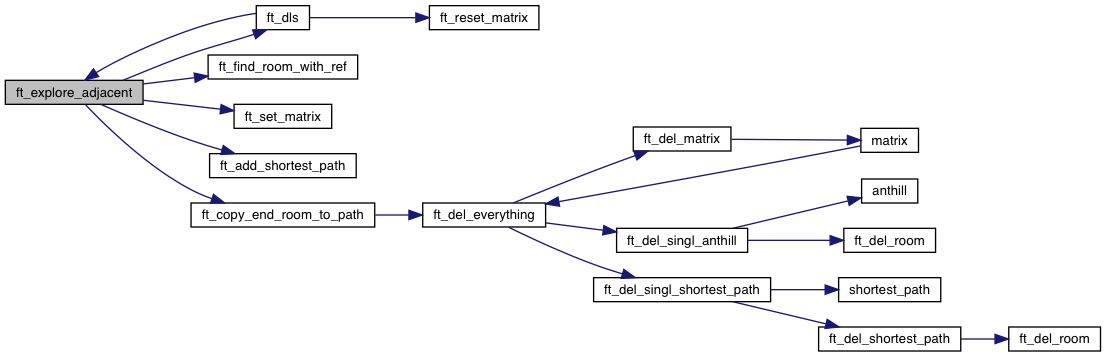 ft_dls
ft_reset_matrix
ft_find_room_with_ref
ft_explore_adjacent
ft_set_matrix
ft_del_matrix
matrix
ft_add_shortest_path
anthill
ft_copy_end_room_to_path
ft_del_everything
ft_del_singl_anthill
ft_del_room
ft_del_singl_shortest_path
shortest_path
ft_del_shortest_path
ft_del_room